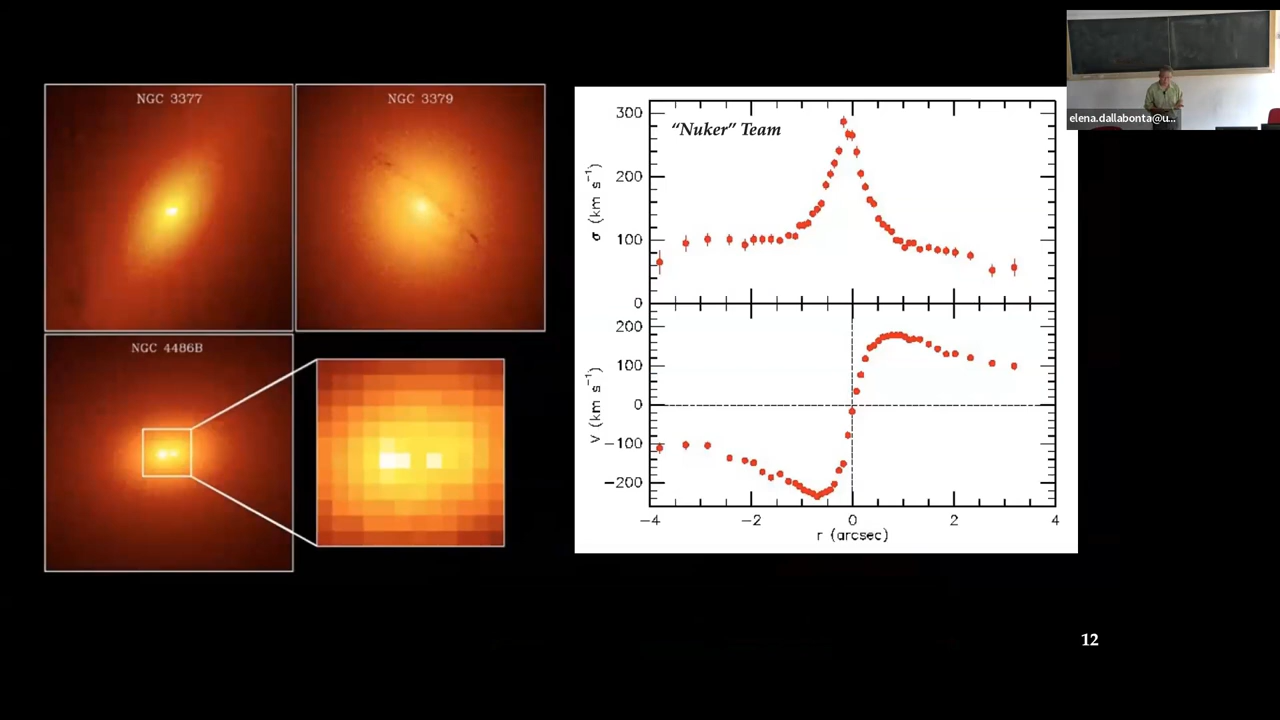 NGC 3377
NGC 3379
NGC 4486B
"Nuker" Team
σ (km s⁻¹)
300
200
100
0
V (km s⁻¹)
200
100
0
−100
−200
−4
−2
0
2
4
r (arcsec)
elena.dallabonta@u...
12